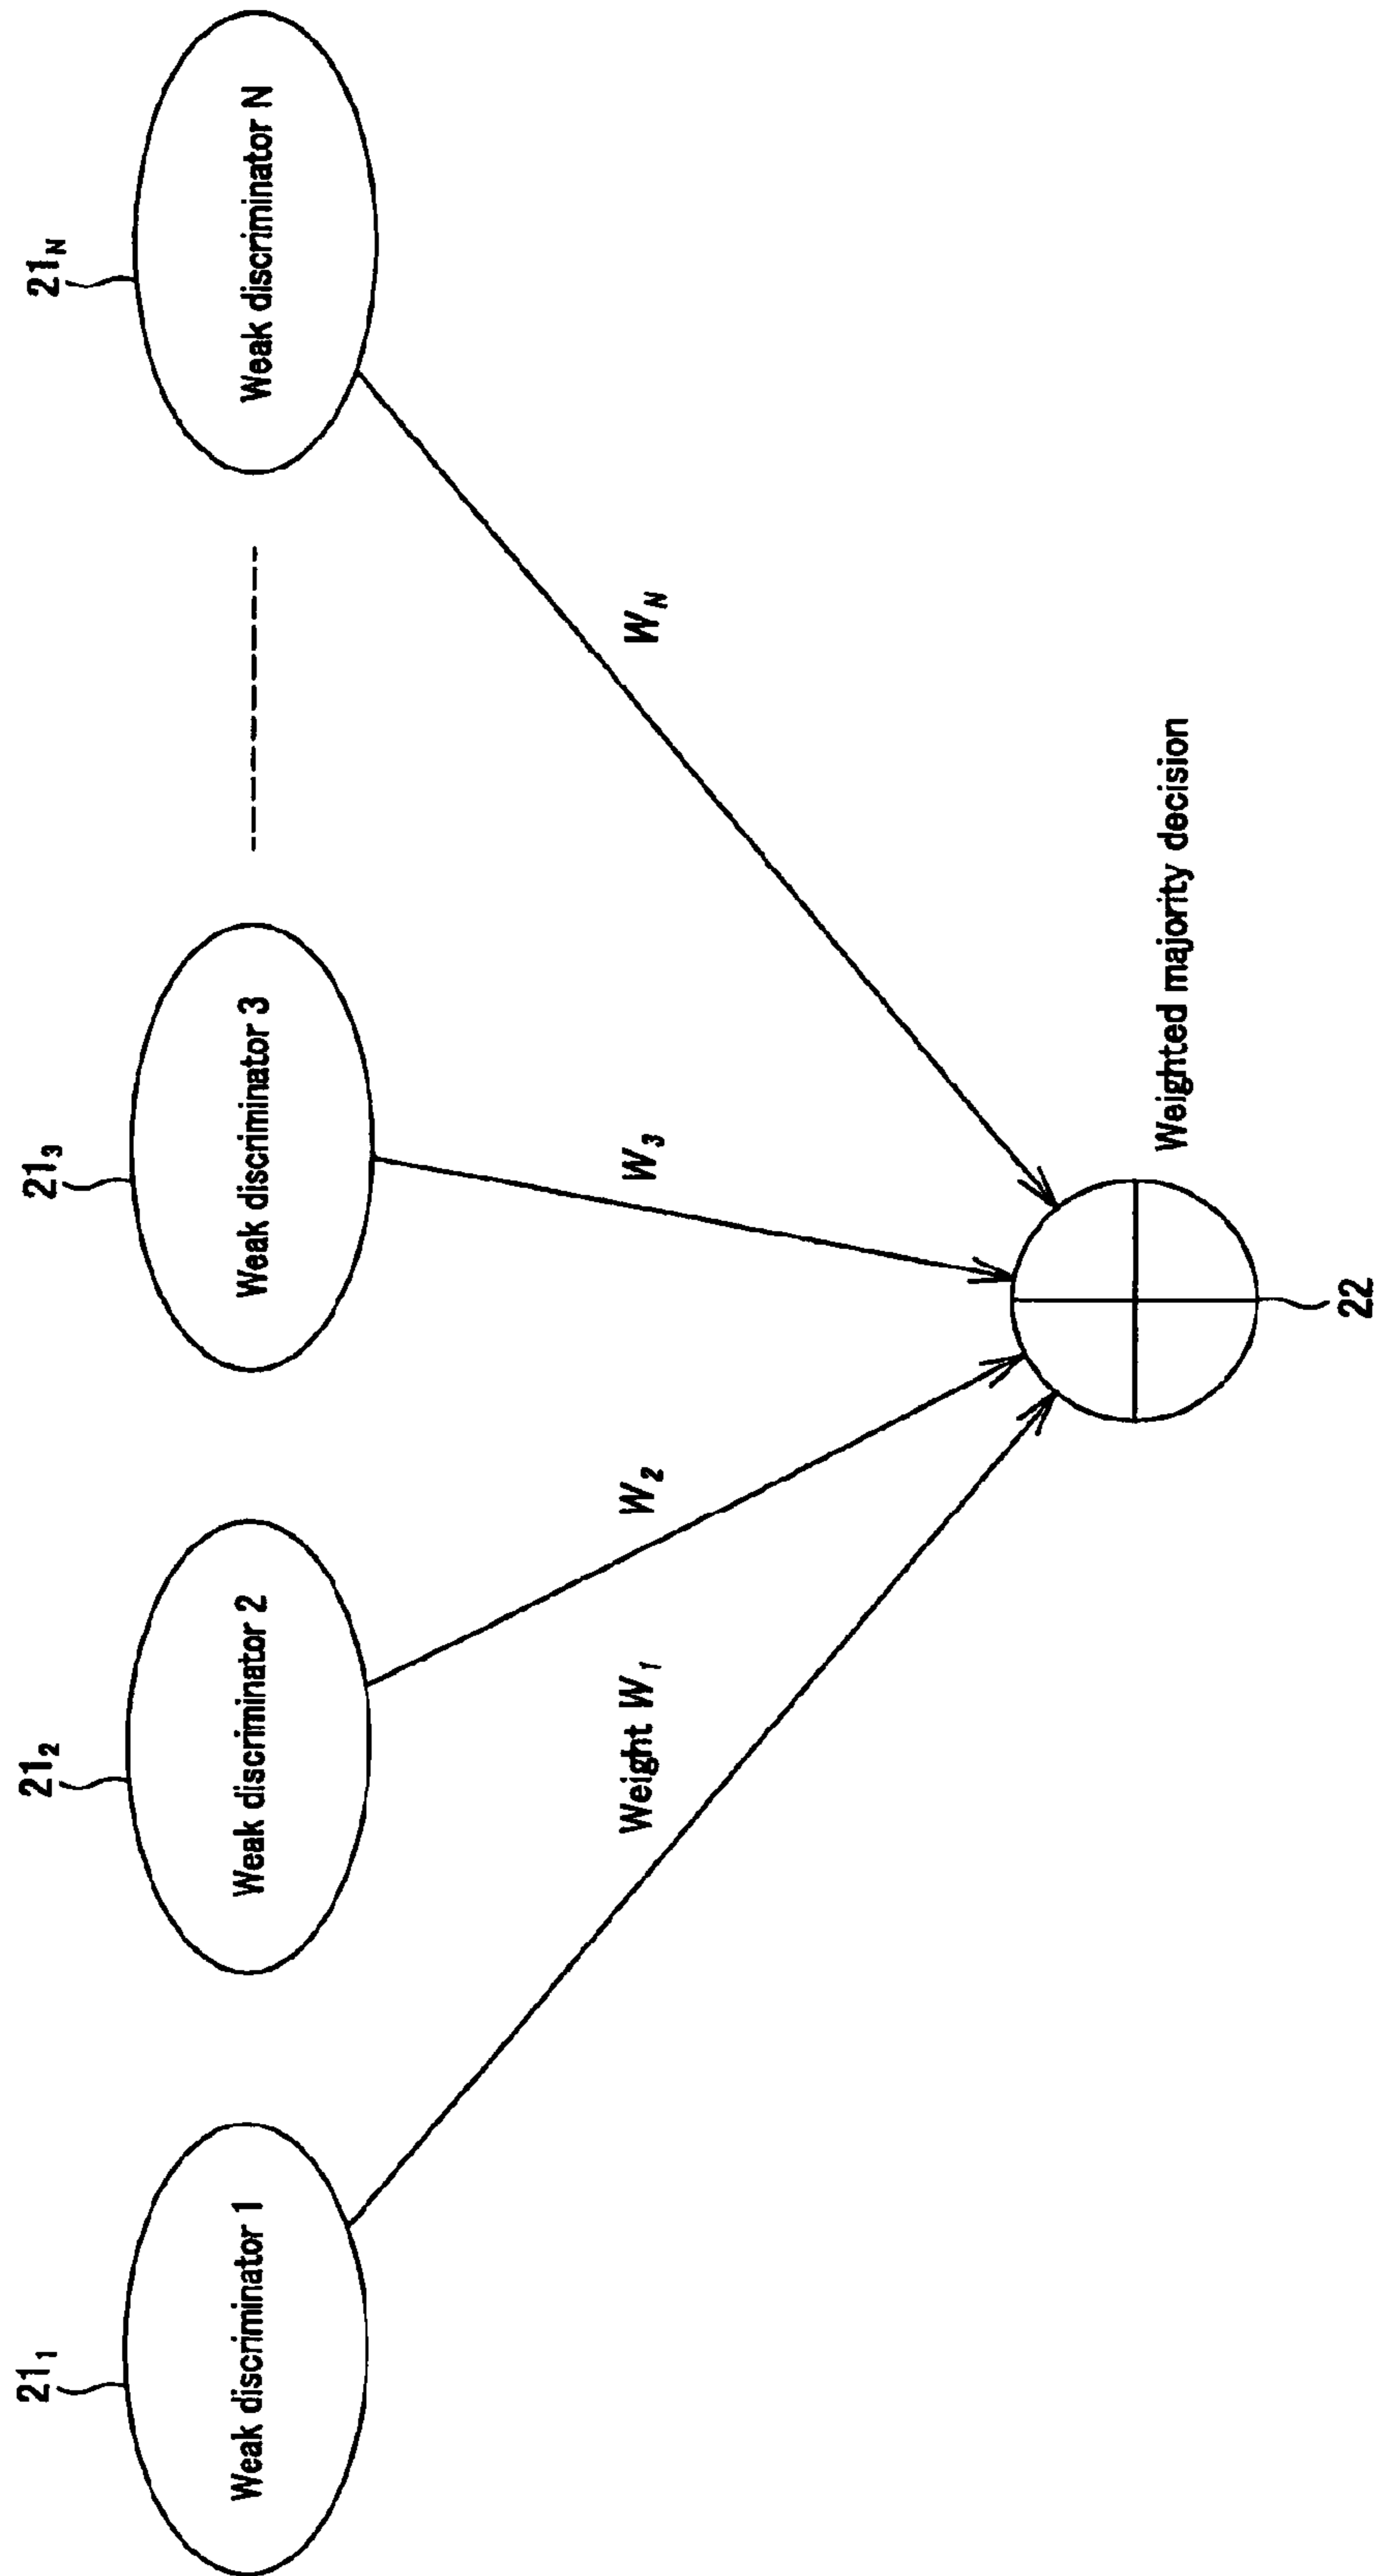 21₁
21₂
21₃
21N
Weak discriminator 1
Weak discriminator 2
Weak discriminator 3
Weak discriminator N
Weight W₁
W₂
W₃
WN
Weighted majority decision
22